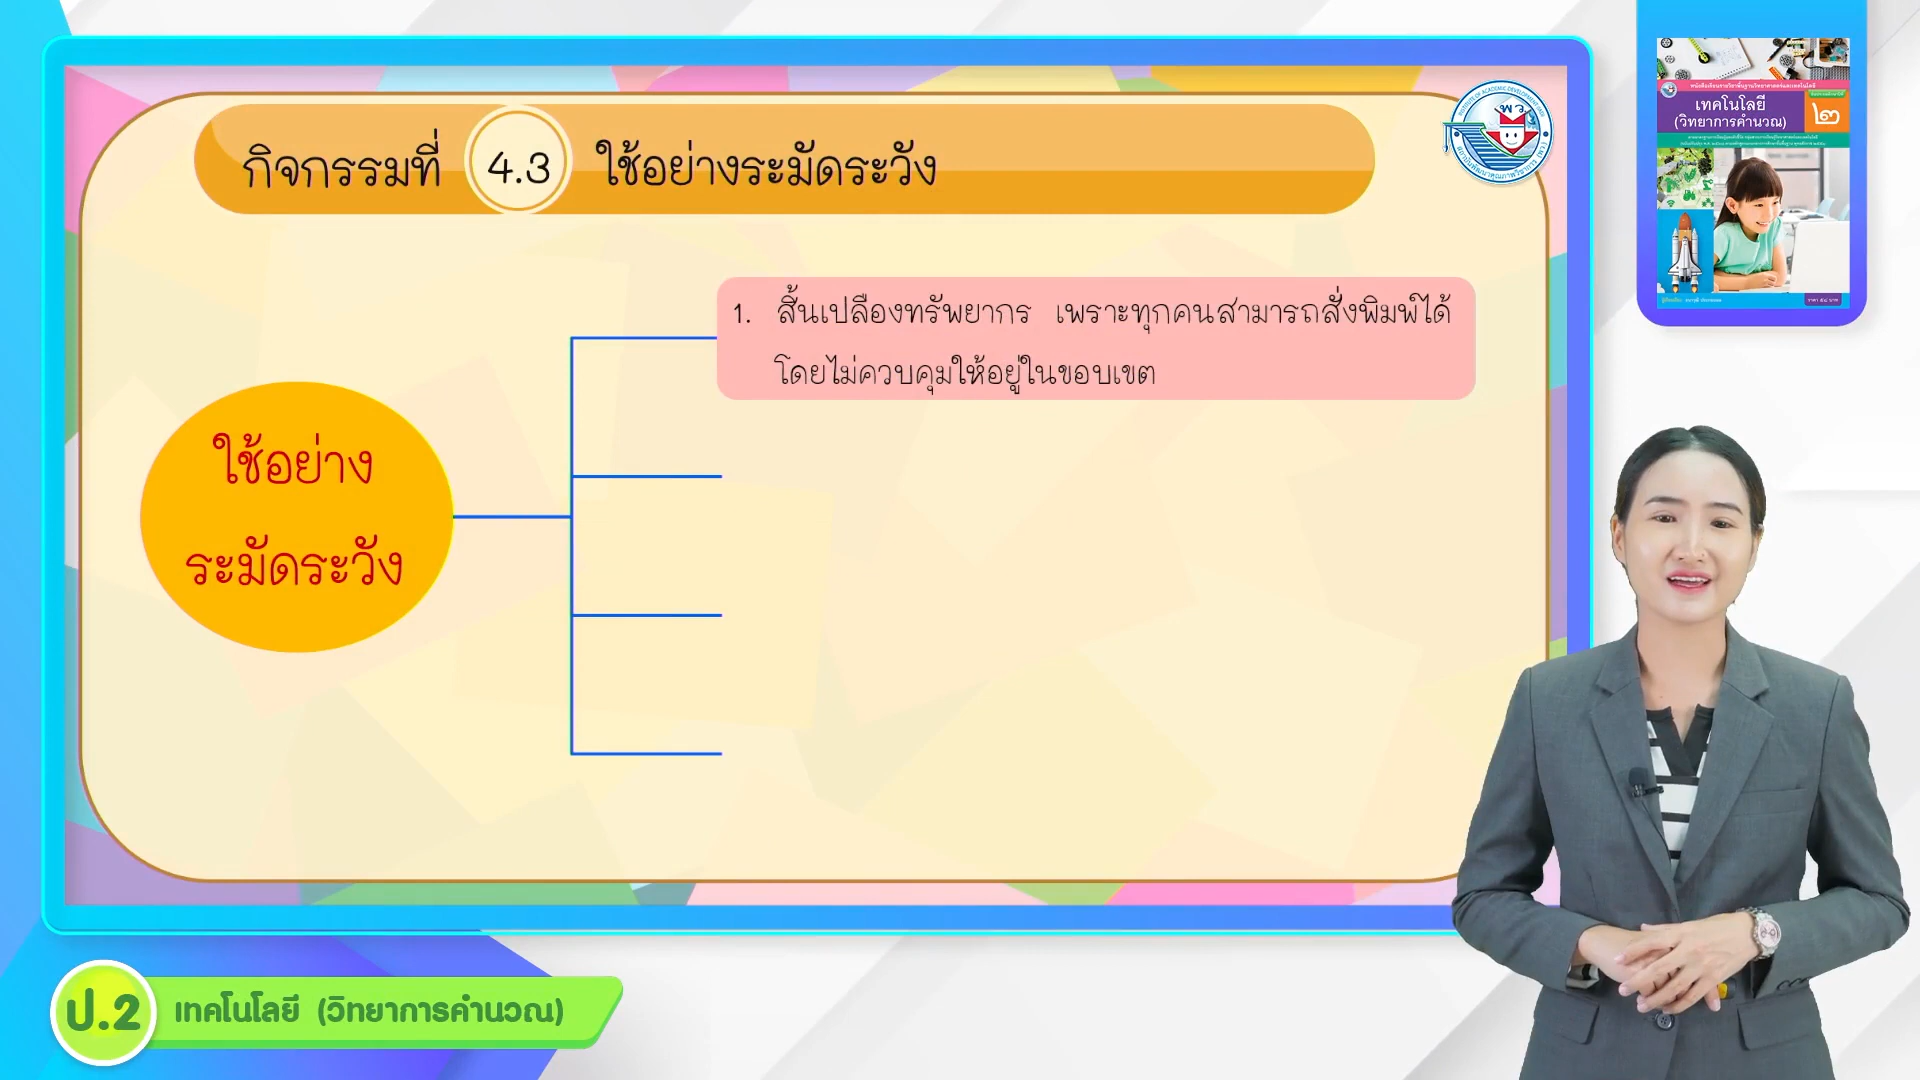 กิจกรรมที่ 4.3 ใช้อย่างระมัดระวัง
1. สิ้นเปลืองทรัพยากร เพราะทุกคนสามารถสั่งพิมพ์ได้
โดยไม่ควบคุมให้อยู่ในขอบเขต
ใช้อย่าง
ระมัดระวัง
พว
เทคโนโลยี
(วิทยาการคำนวณ)
๒
ป.2 เทคโนโลยี (วิทยาการคำนวณ)